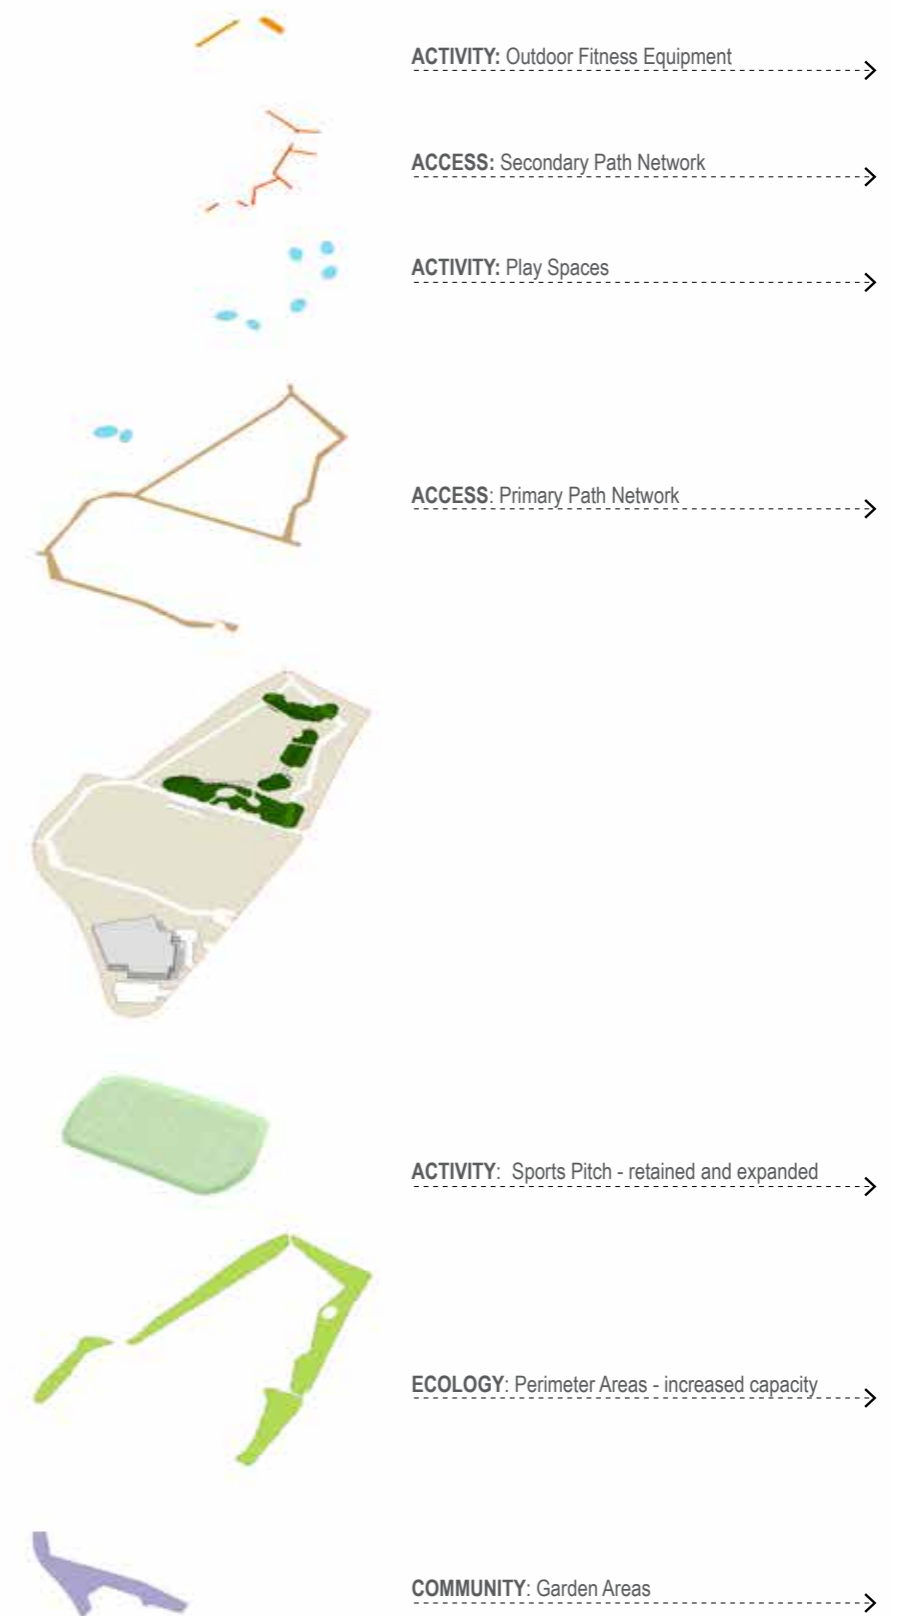 ACTIVITY: Outdoor Fitness Equipment
ACCESS: Secondary Path Network
ACTIVITY: Play Spaces
ACCESS: Primary Path Network
ACTIVITY: Sports Pitch - retained and expanded
ECOLOGY: Perimeter Areas - increased capacity
COMMUNITY: Garden Areas